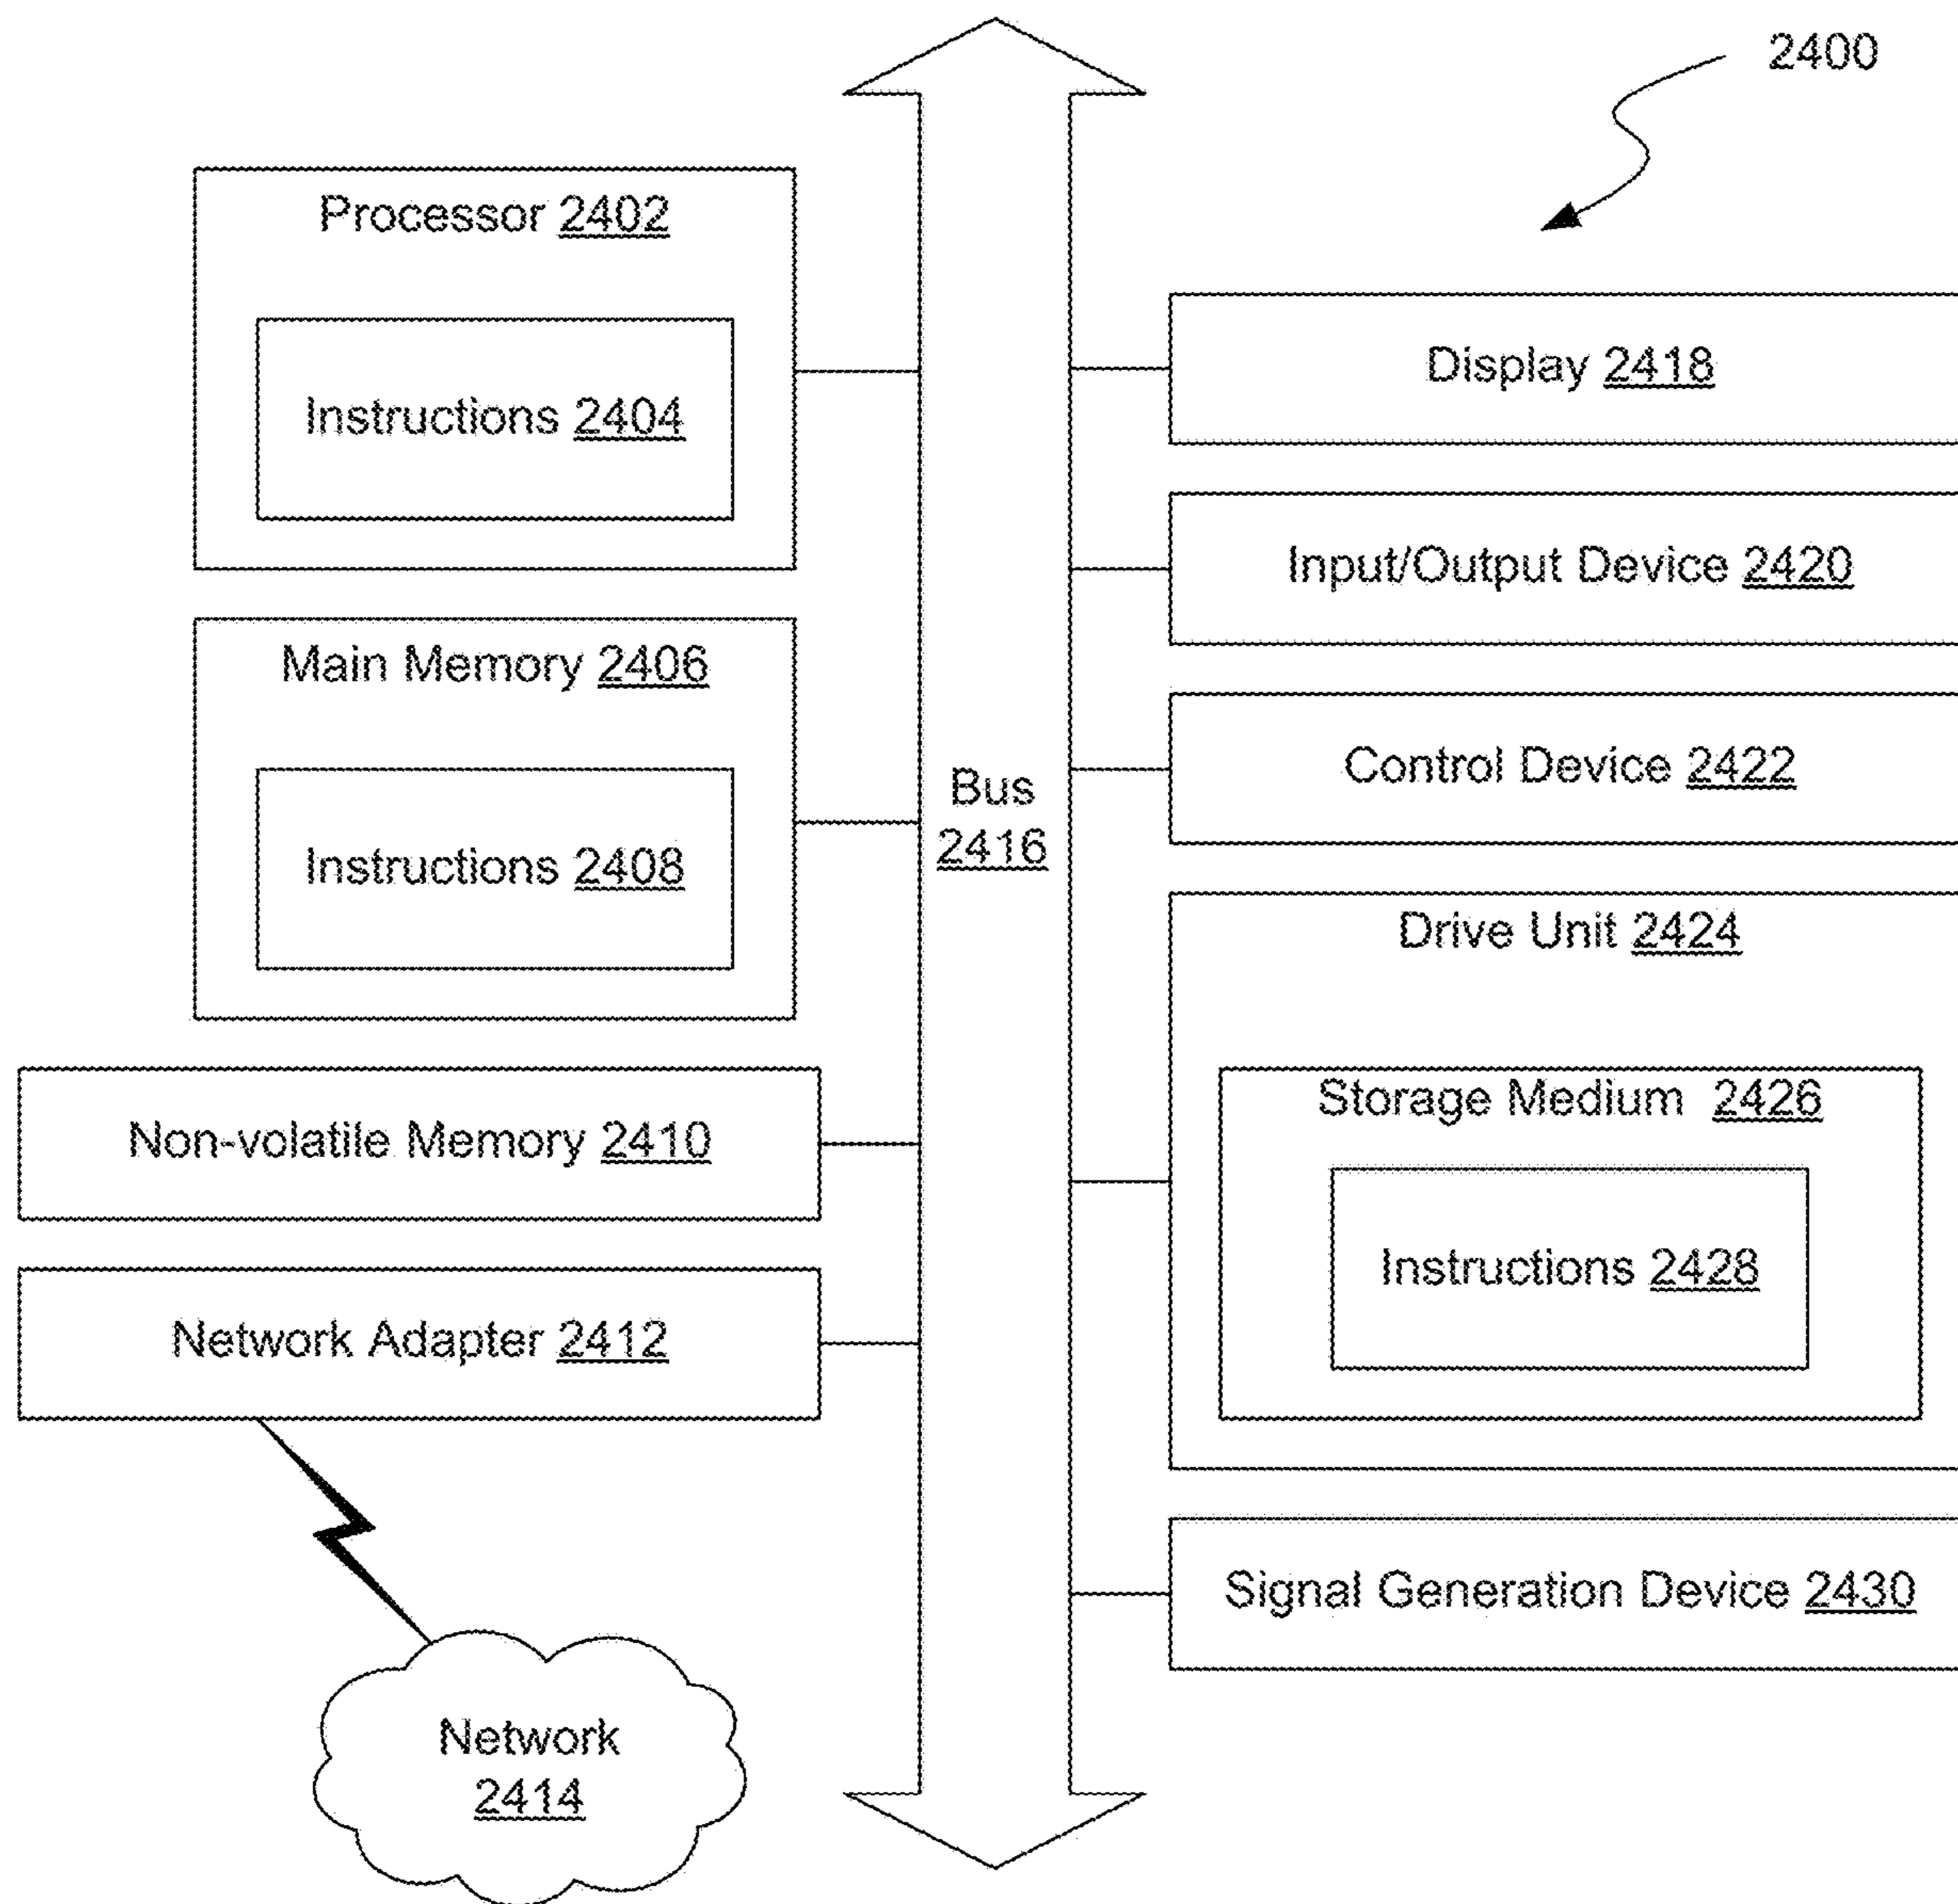 2400
Processor 2402
Instructions 2404
Main Memory 2406
Instructions 2408
Non-volatile Memory 2410
Network Adapter 2412
Network
2414
Bus
2416
Display 2418
Input/Output Device 2420
Control Device 2422
Drive Unit 2424
Storage Medium 2426
Instructions 2428
Signal Generation Device 2430